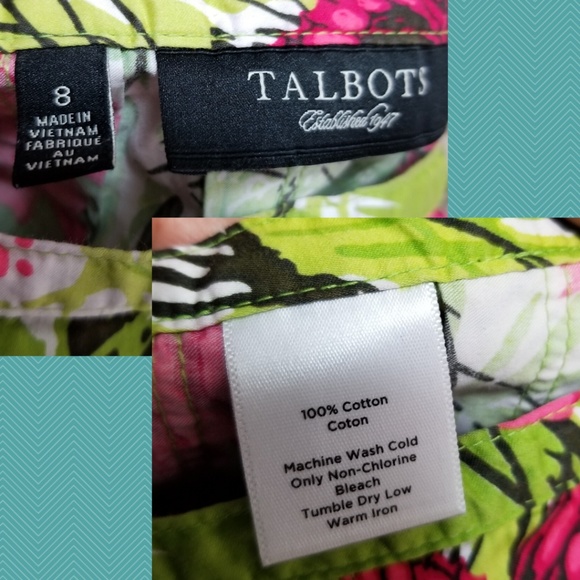 8
MADE IN
VIETNAM
FABRIQUE
AU
VIETNAM
TALBOTS
Established 1947
100% Cotton
Coton
Machine Wash Cold
Only Non-Chlorine
Bleach
Tumble Dry Low
Warm Iron